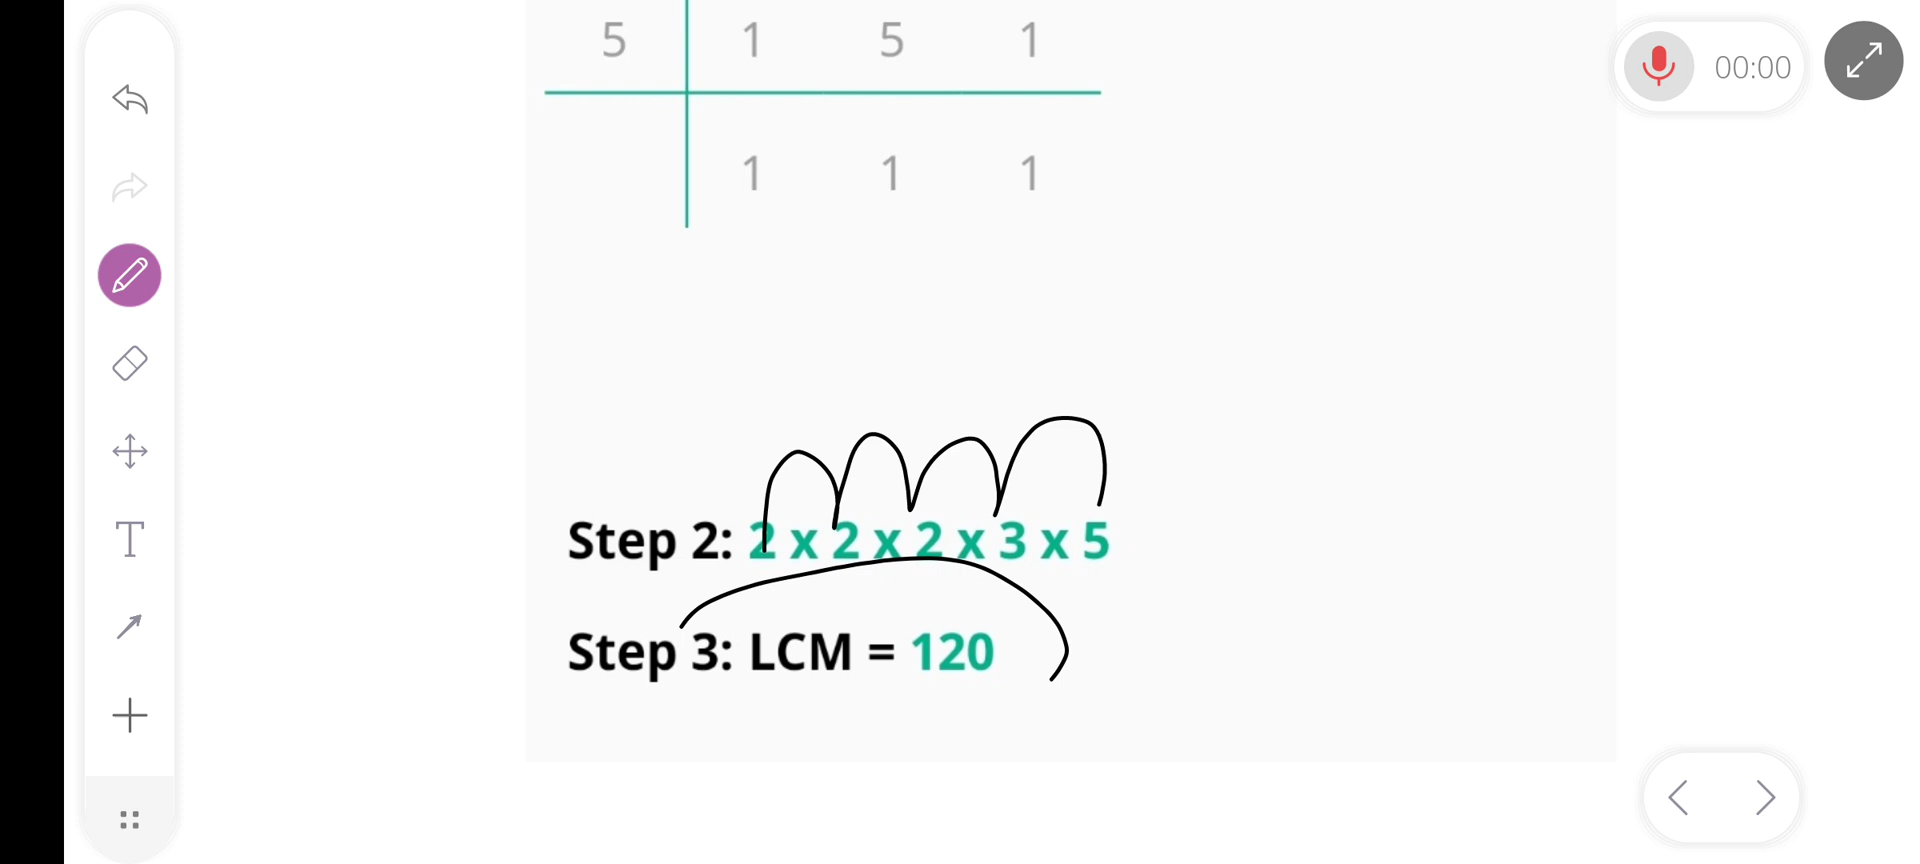 5 1 5 1
1 1 1
Step 2: 2 x 2 x 2 x 3 x 5
Step 3: LCM = 120
00:00
T